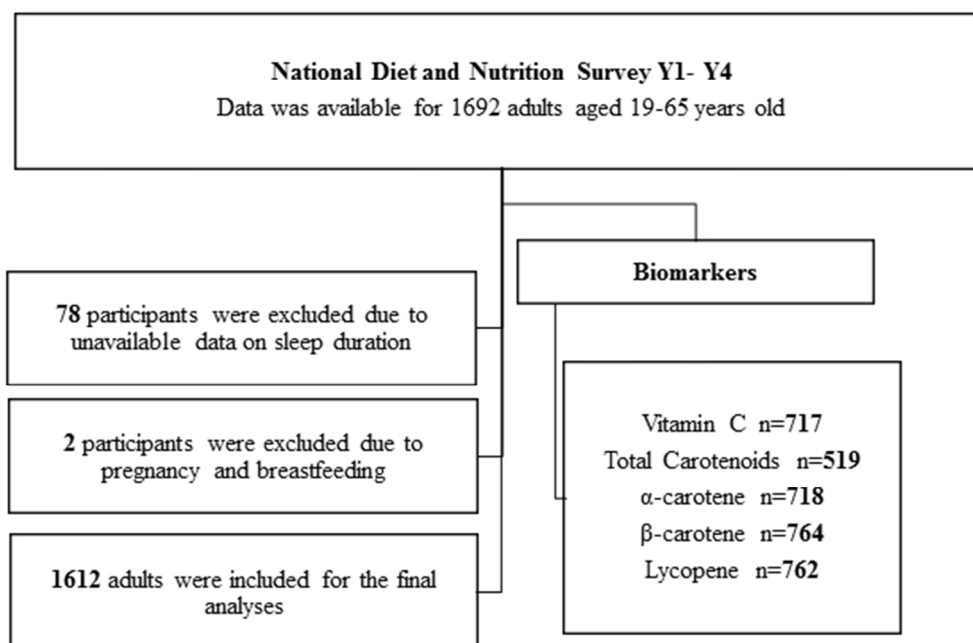 National Diet and Nutrition Survey Y1- Y4
Data was available for 1692 adults aged 19-65 years old
Biomarkers
78 participants were excluded due to
unavailable data on sleep duration
2 participants were excluded due to
pregnancy and breastfeeding
1612 adults were included for the final
analyses
Vitamin C n=717
Total Carotenoids n=519
α-carotene n=718
β-carotene n=764
Lycopene n=762